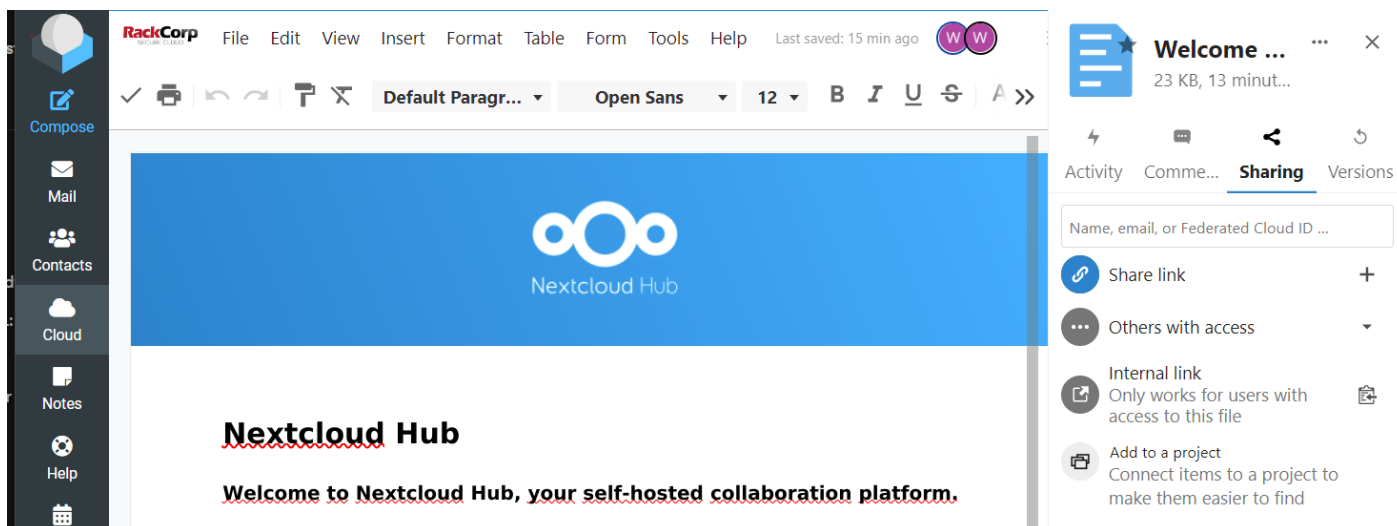 Compose
Mail
Contacts
Cloud
Notes
Help
RackCorp
SECURE CLOUD
File Edit View Insert Format Table Form Tools Help Last saved: 15 min ago W W
Default Paragr... Open Sans 12 B I U S A
Nextcloud Hub
Nextcloud Hub
Welcome to Nextcloud Hub, your self-hosted collaboration platform.
Welcome ...
23 KB, 13 minut...
Activity Comme... Sharing Versions
Name, email, or Federated Cloud ID ...
Share link
Others with access
Internal link
Only works for users with
access to this file
Add to a project
Connect items to a project to
make them easier to find